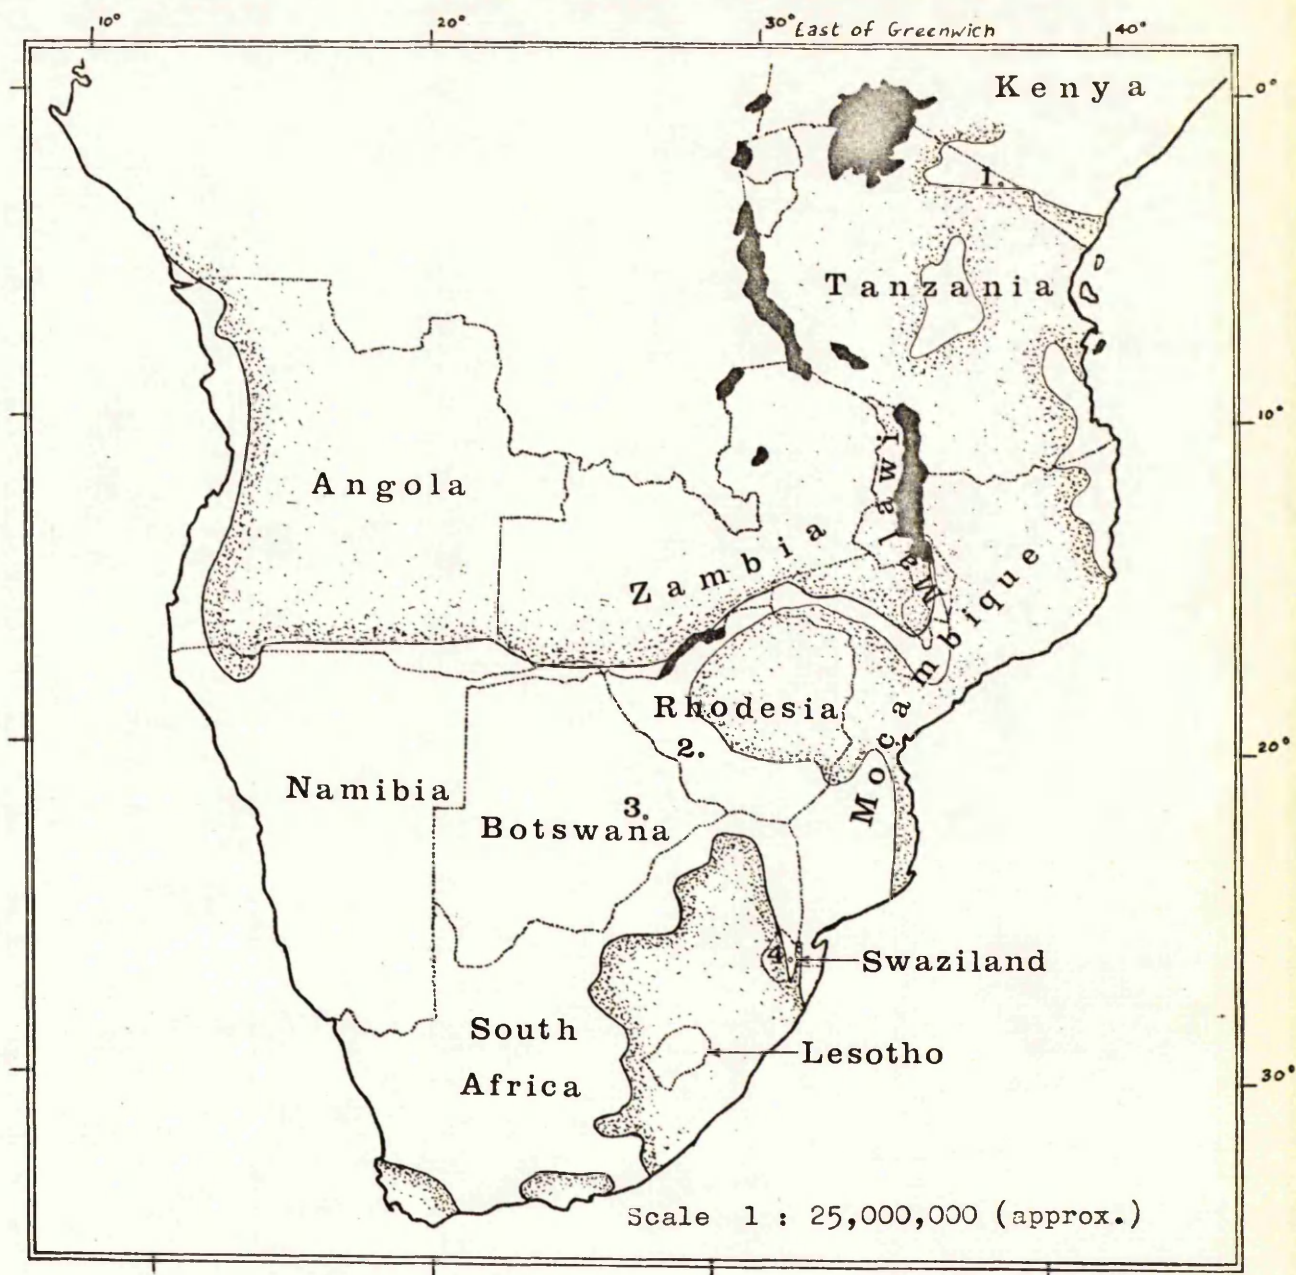 10° 20° 30° East of Greenwich 40°
Kenya
0°
1.
Tanzania
10°
Malawi
Angola
Zambia
Mocambique
Rhodesia
2.
20°
Namibia
3.
Botswana
4.
Swaziland
South
Africa
Lesotho
30°
Scale 1 : 25,000,000 (approx.)